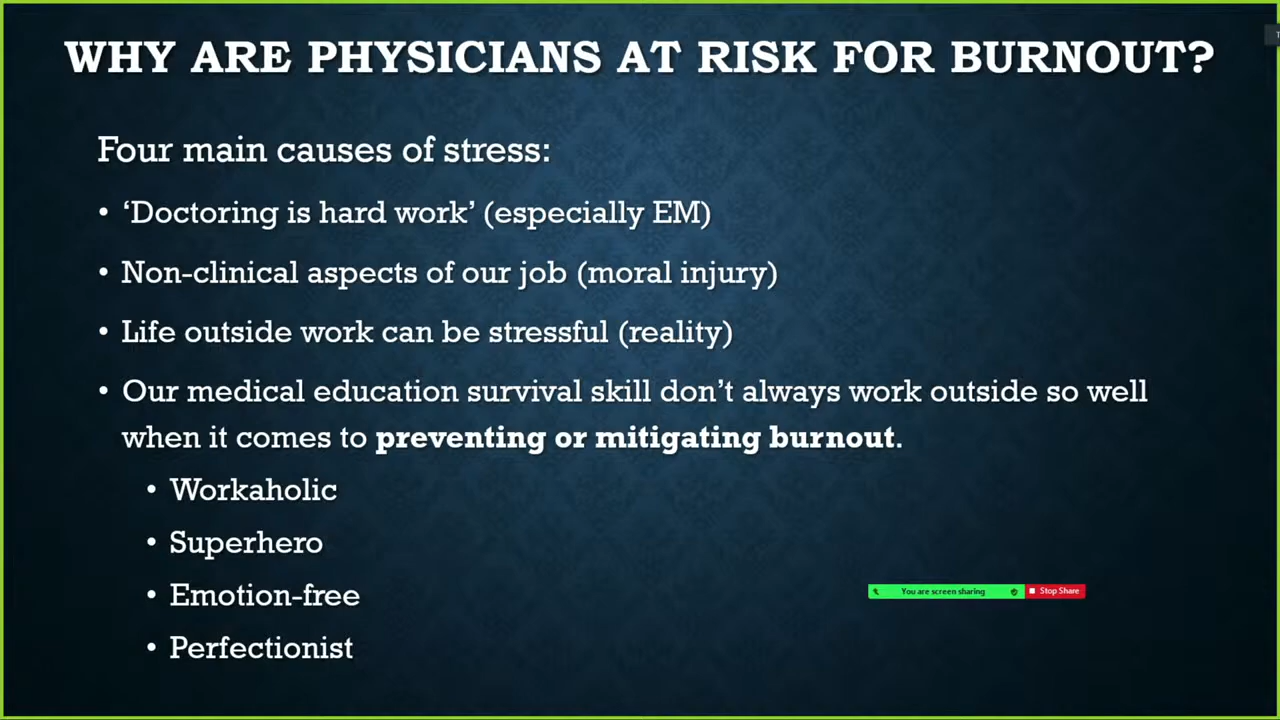 WHY ARE PHYSICIANS AT RISK FOR BURNOUT?
Four main causes of stress:
• ‘Doctoring is hard work’ (especially EM)
• Non-clinical aspects of our job (moral injury)
• Life outside work can be stressful (reality)
• Our medical education survival skill don’t always work outside so well
when it comes to preventing or mitigating burnout.
• Workaholic
• Superhero
• Emotion-free
• Perfectionist
You are screen sharing Stop Share